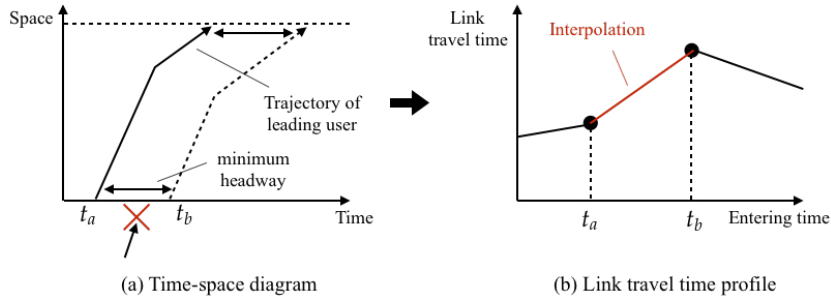 Space
Trajectory of
leading user
minimum
headway
t_a
t_b
Time
(a) Time-space diagram
Link
travel time
Interpolation
t_a
t_b
Entering time
(b) Link travel time profile